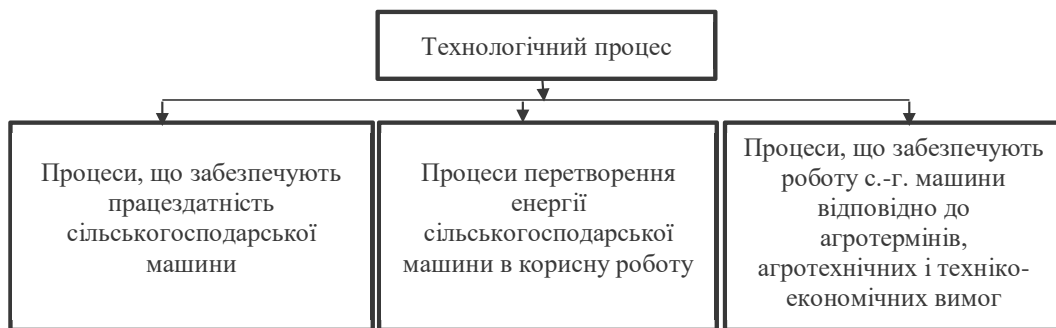 Технологічний процес
Процеси, що забезпечують
працездатність
сільськогосподарської
машини
Процеси перетворення
енергії
сільськогосподарської
машини в корисну роботу
Процеси, що забезпечують
роботу с.-г. машини
відповідно до
агротермінів,
агротехнічних і техніко-
економічних вимог